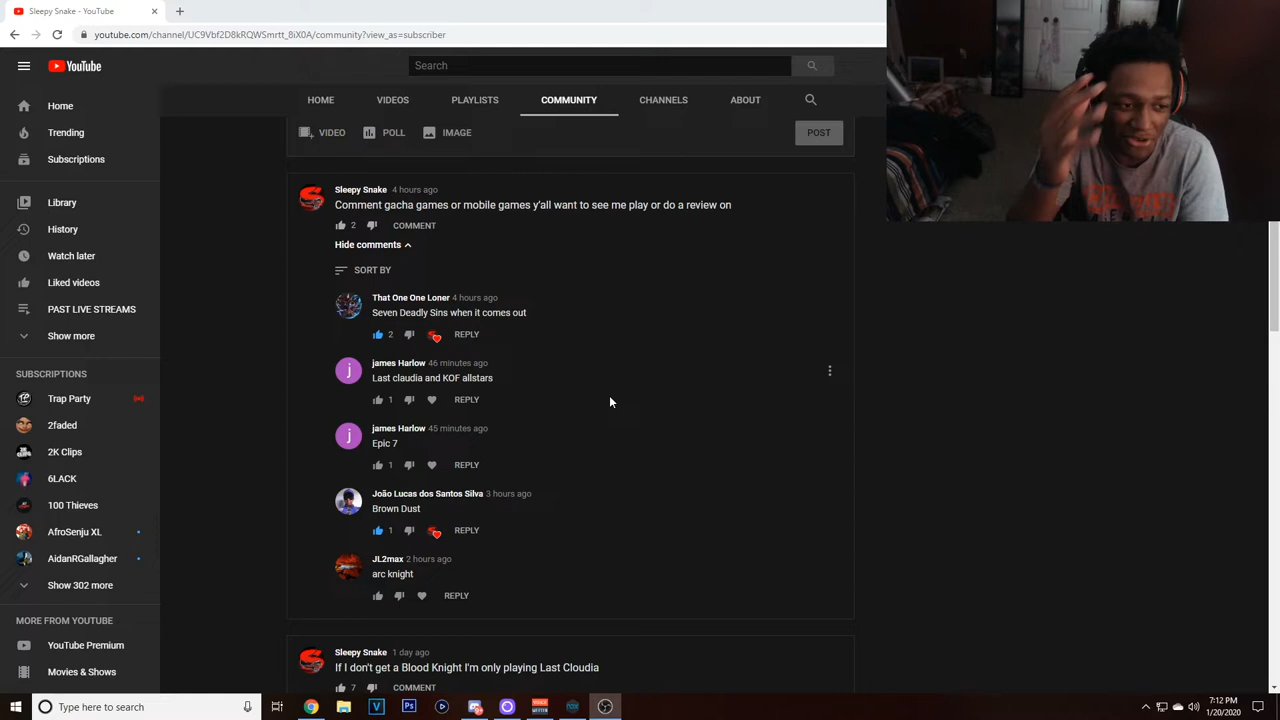 Sleepy Snake - YouTube
youtube.com/channel/UC9Vbf2D8kRQWSmrtt_8iX0A/community?view_as=subscriber
YouTube
Search
HOME VIDEOS PLAYLISTS COMMUNITY CHANNELS ABOUT
VIDEO POLL IMAGE POST
Home
Trending
Subscriptions
Library
History
Watch later
Liked videos
PAST LIVE STREAMS
Show more
SUBSCRIPTIONS
Trap Party
2faded
2K Clips
6LACK
100 Thieves
AfroSenju XL
AidanRGallagher
Show 302 more
MORE FROM YOUTUBE
YouTube Premium
Movies & Shows
Sleepy Snake 4 hours ago
Comment gacha games or mobile games y'all want to see me play or do a review on
2 COMMENT
Hide comments
SORT BY
That One One Loner 4 hours ago
Seven Deadly Sins when it comes out
2 REPLY
james Harlow 46 minutes ago
Last claudia and KOF allstars
1 REPLY
james Harlow 45 minutes ago
Epic 7
1 REPLY
João Lucas dos Santos Silva 3 hours ago
Brown Dust
1 REPLY
JL2max 2 hours ago
arc knight
REPLY
Sleepy Snake 1 day ago
If I don't get a Blood Knight I'm only playing Last Cloudia
7 COMMENT
Type here to search
7:12 PM
1/20/2020